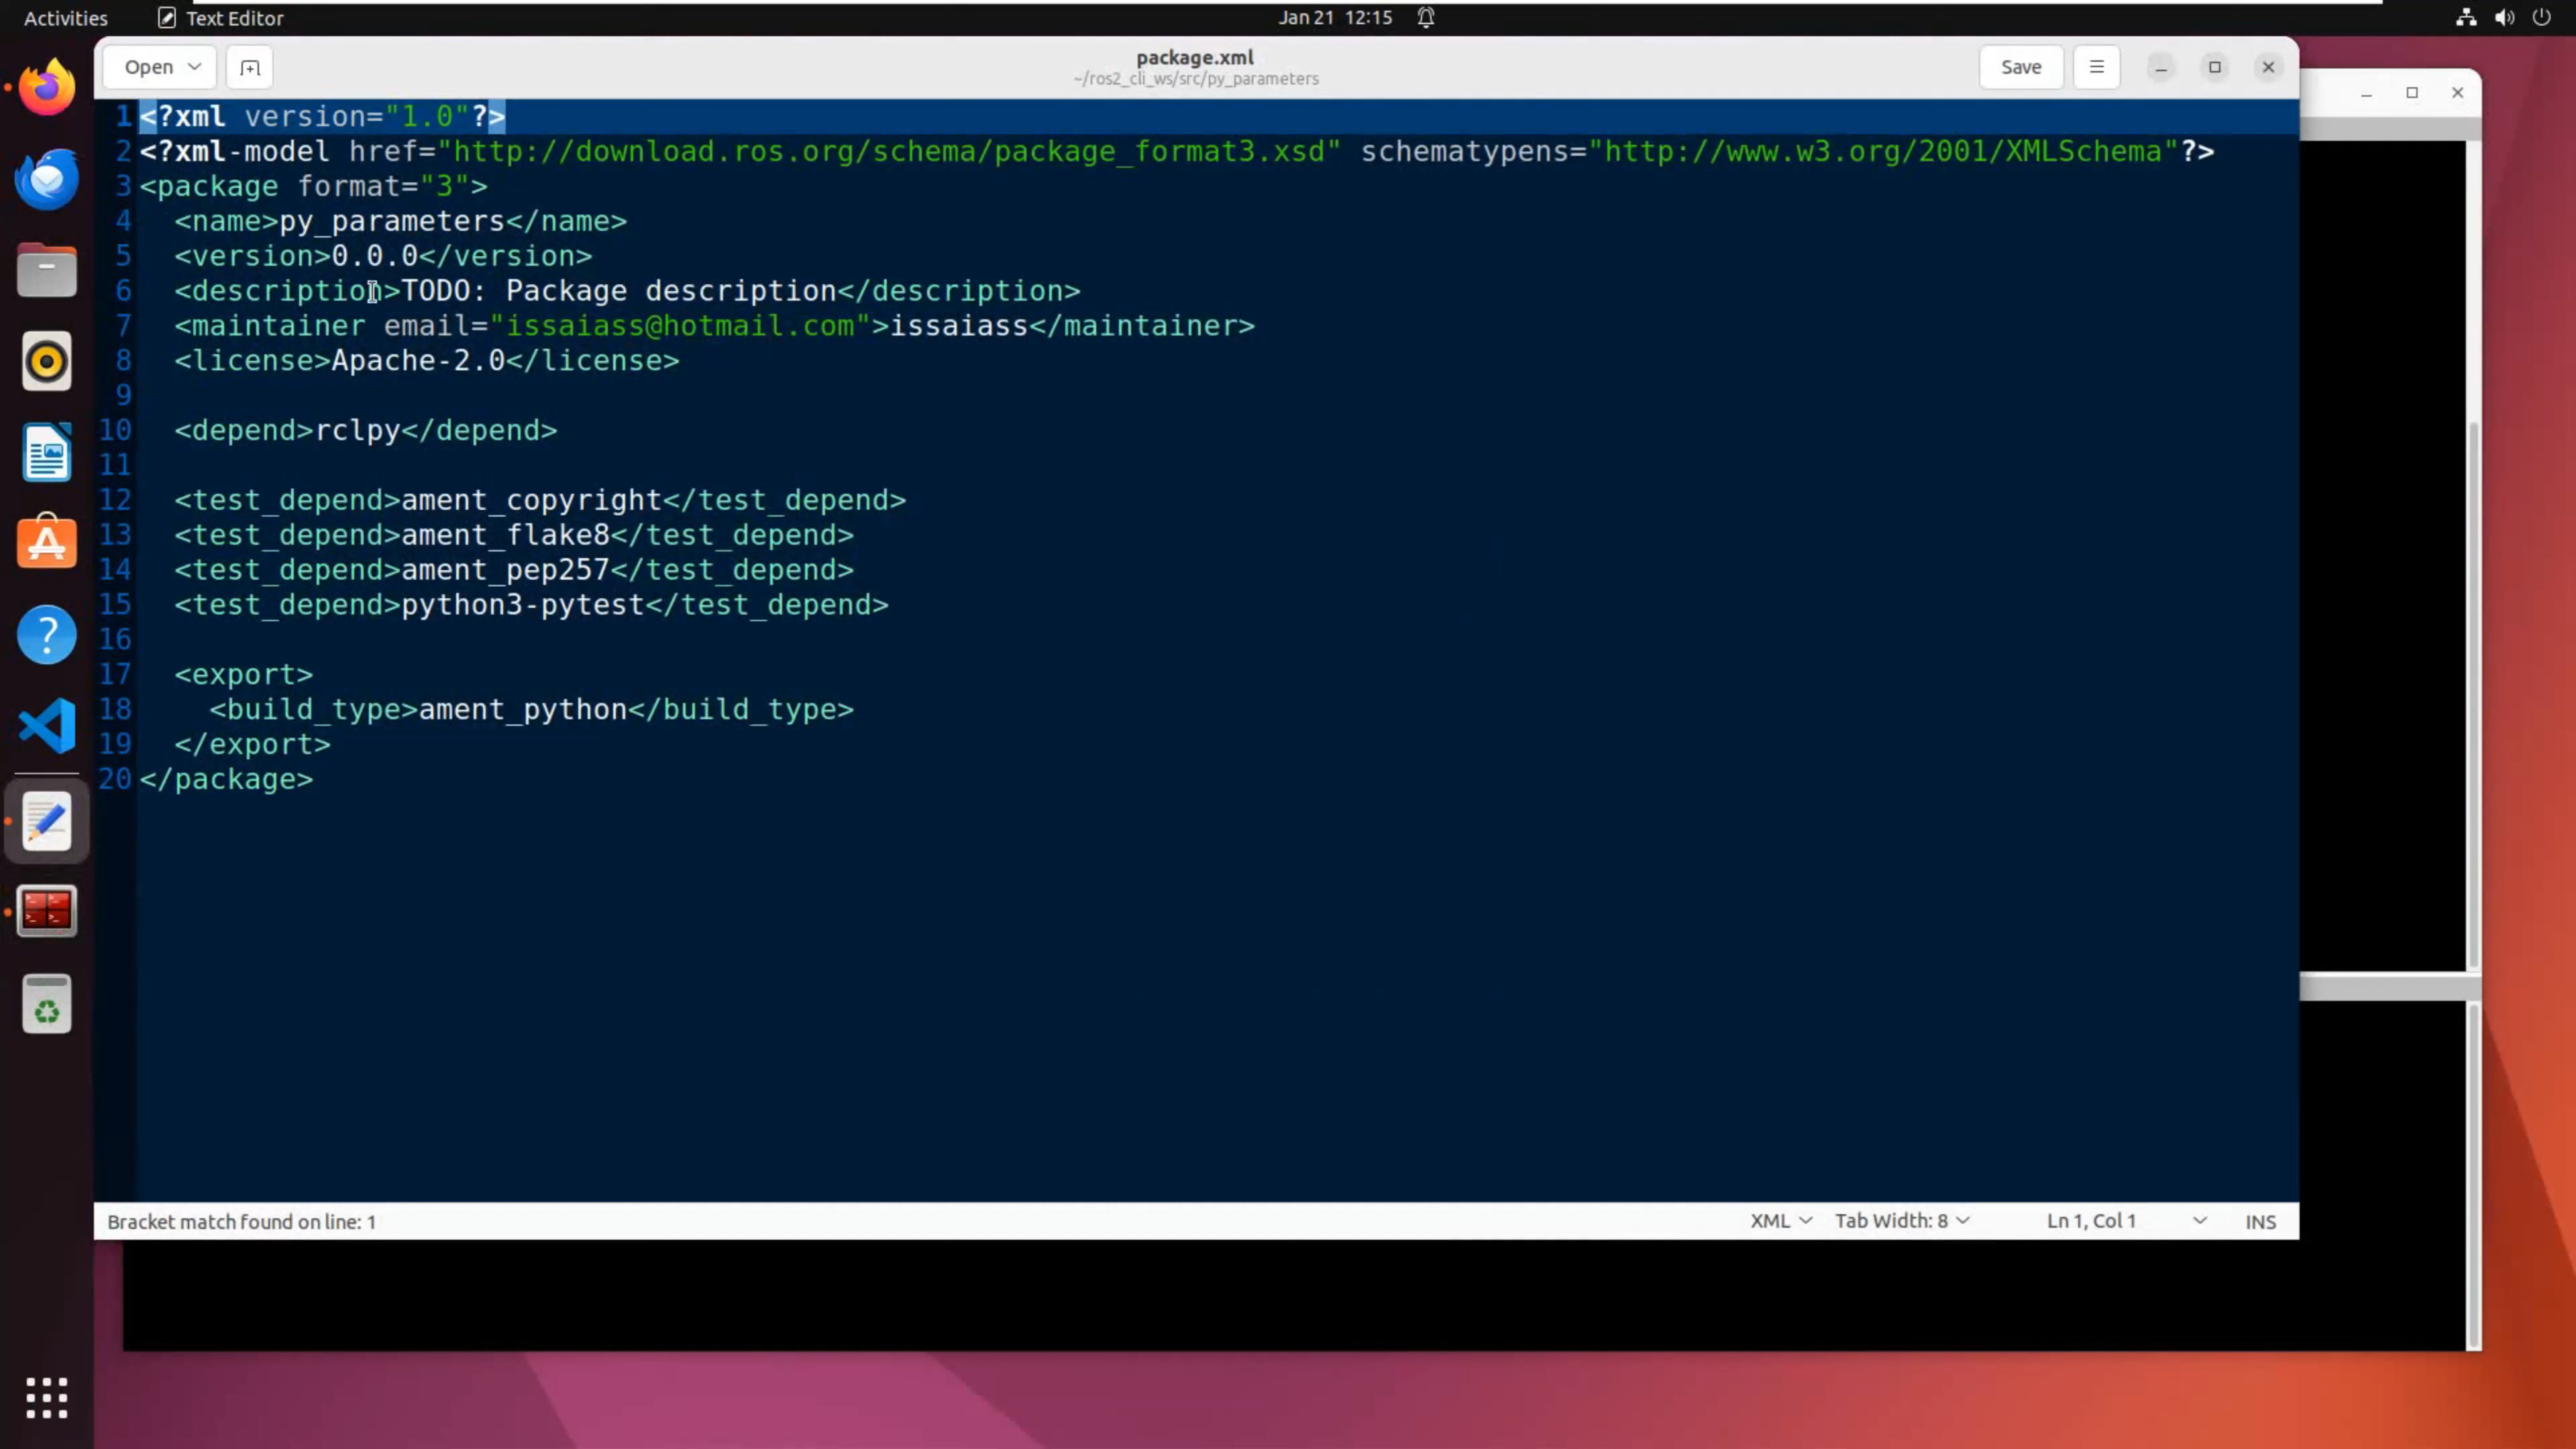 Activities Text Editor Jan 21 12:15
Open package.xml Save
~/ros2_cli_ws/src/py_parameters
1 <?xml version="1.0"?>
2 <?xml-model href="http://download.ros.org/schema/package_format3.xsd" schematypens="http://www.w3.org/2001/XMLSchema"?>
3 <package format="3">
4   <name>py_parameters</name>
5   <version>0.0.0</version>
6   <description>TODO: Package description</description>
7   <maintainer email="issaiass@hotmail.com">issaiass</maintainer>
8   <license>Apache-2.0</license>
9
10   <depend>rclpy</depend>
11
12   <test_depend>ament_copyright</test_depend>
13   <test_depend>ament_flake8</test_depend>
14   <test_depend>ament_pep257</test_depend>
15   <test_depend>python3-pytest</test_depend>
16
17   <export>
18     <build_type>ament_python</build_type>
19   </export>
20 </package>
Bracket match found on line: 1 XML Tab Width: 8 Ln 1, Col 1 INS